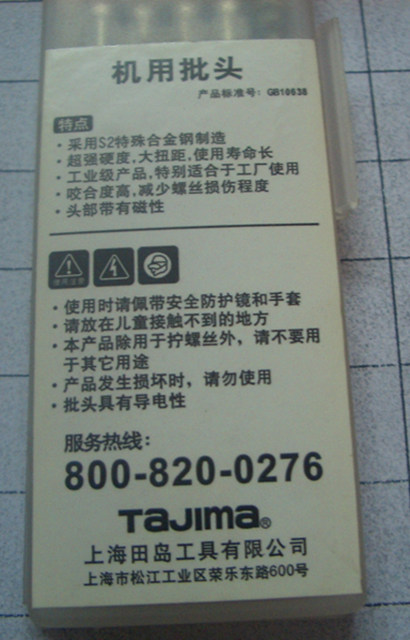 机用批头
产品标准号：GB10638
特点
·采用S2特殊合金钢制造
·超强硬度,大扭距,使用寿命长
·工业级产品,特别适合于工厂使用
·咬合度高,减少螺丝损伤程度
·头部带有磁性
使用注意
·使用时请佩带安全防护镜和手套
·请放在儿童接触不到的地方
·本产品除用于拧螺丝外，请不要用
于其它用途
·产品发生损坏时，请勿使用
·批头具有导电性
服务热线：
800-820-0276
TaJima®
上海田岛工具有限公司
上海市松江工业区荣乐东路600号